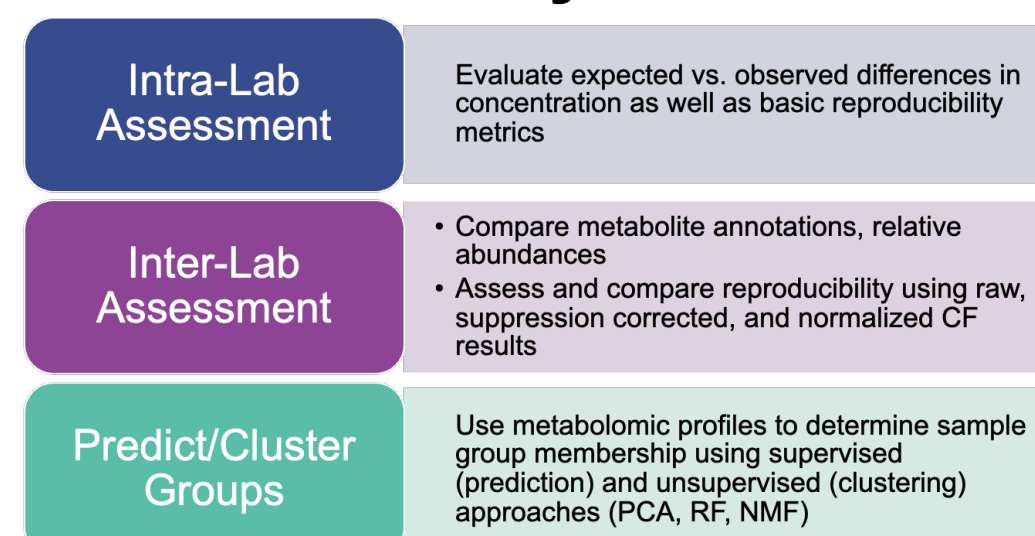 Intra-Lab
Assessment
Evaluate expected vs. observed differences in
concentration as well as basic reproducibility
metrics
Inter-Lab
Assessment
• Compare metabolite annotations, relative
abundances
• Assess and compare reproducibility using raw,
suppression corrected, and normalized CF
results
Predict/Cluster
Groups
Use metabolomic profiles to determine sample
group membership using supervised
(prediction) and unsupervised (clustering)
approaches (PCA, RF, NMF)